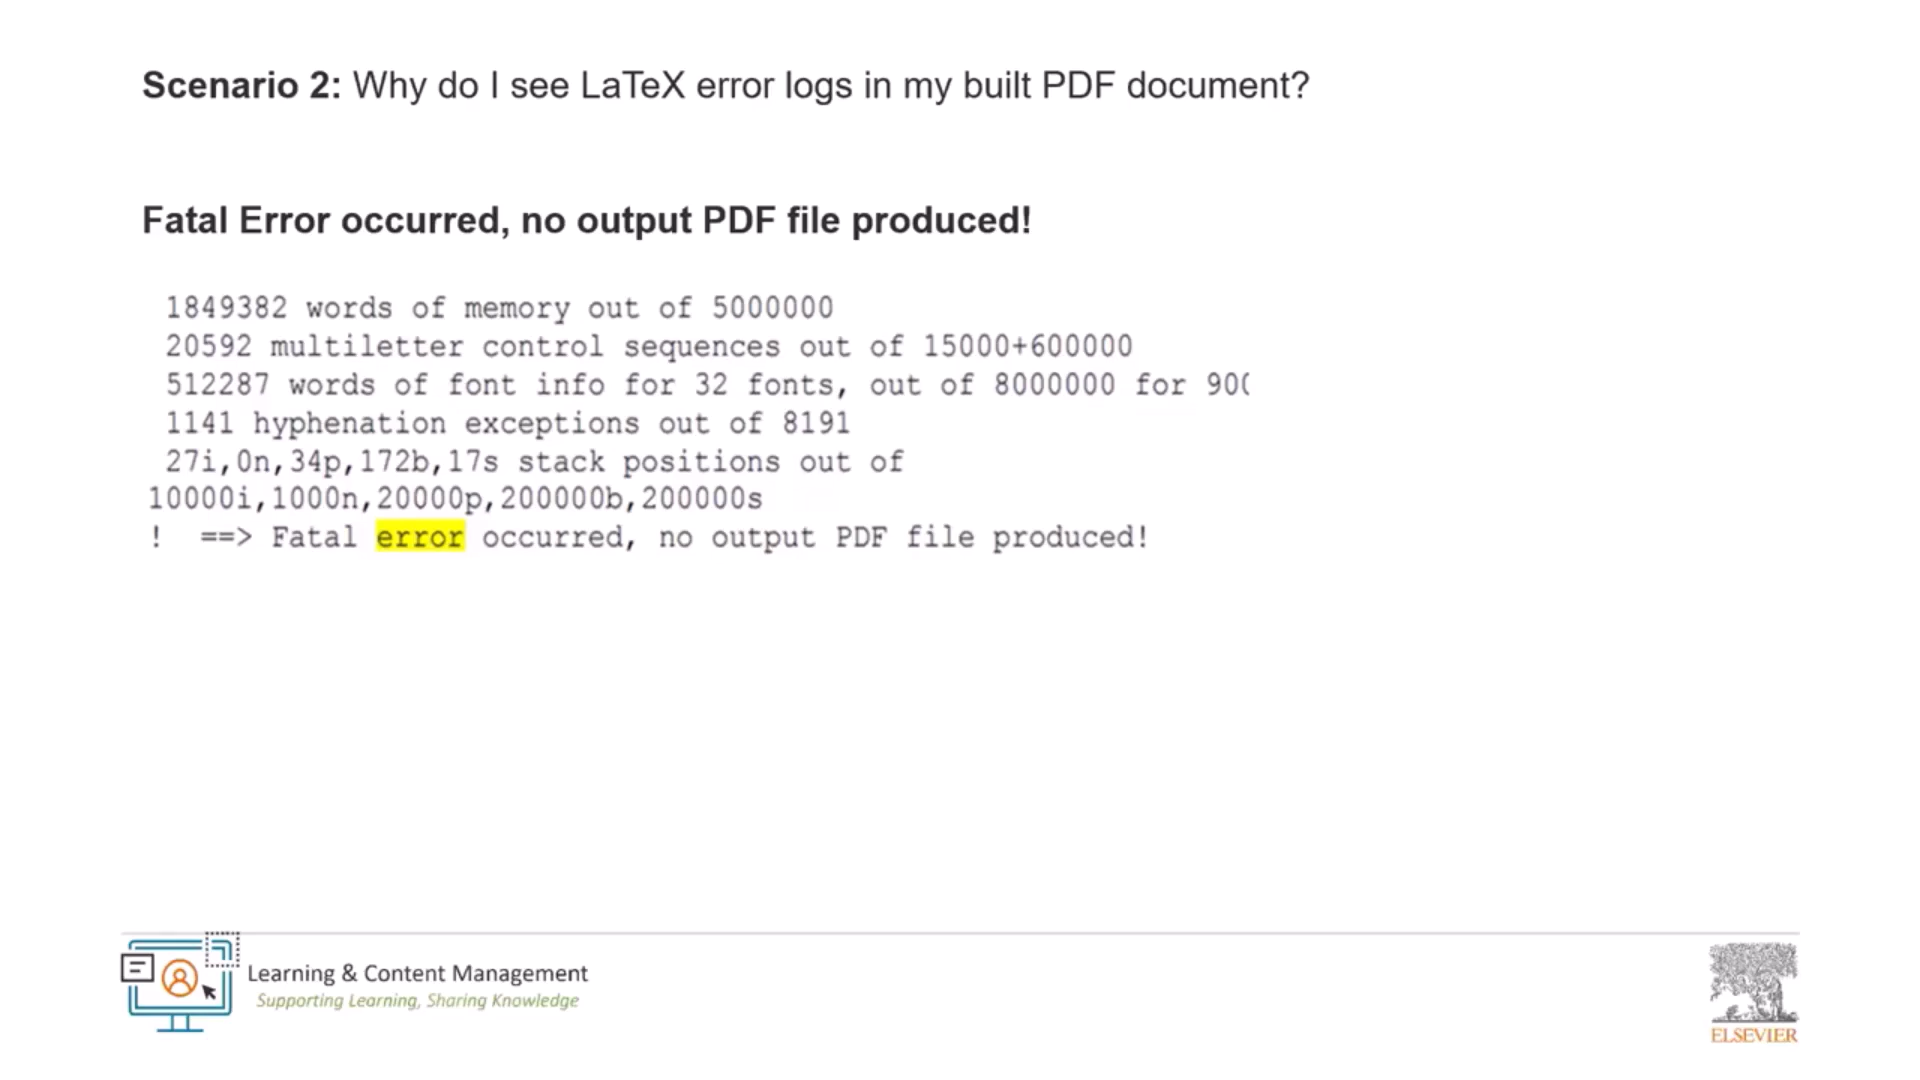 Scenario 2: Why do I see LaTeX error logs in my built PDF document?
Fatal Error occurred, no output PDF file produced!
1849382 words of memory out of 5000000
20592 multiletter control sequences out of 15000+600000
512287 words of font info for 32 fonts, out of 8000000 for 90
1141 hyphenation exceptions out of 8191
27i,0n,34p,172b,17s stack positions out of
10000i,1000n,20000p,200000b,200000s
! ==> Fatal error occurred, no output PDF file produced!
Learning & Content Management
Supporting Learning, Sharing Knowledge
ELSEVIER